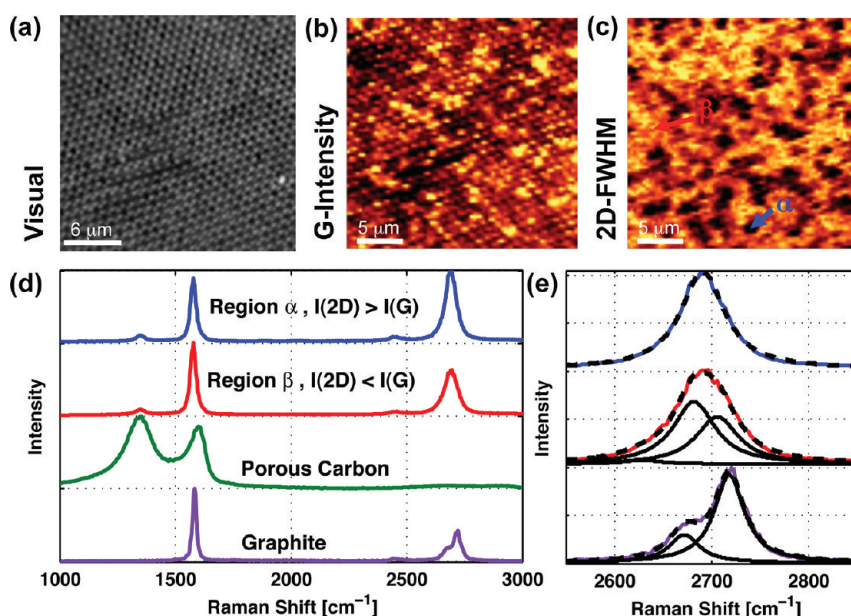 (a)
Visual
6 µm
(b)
G-Intensity
5 µm
(c)
2D-FWHM
β
α
5 µm
(d)
Intensity
Region α , I(2D) > I(G)
Region β , I(2D) < I(G)
Porous Carbon
Graphite
1000 1500 2000 2500 3000
Raman Shift [cm⁻¹]
(e)
Intensity
2600 2700 2800
Raman Shift [cm⁻¹]